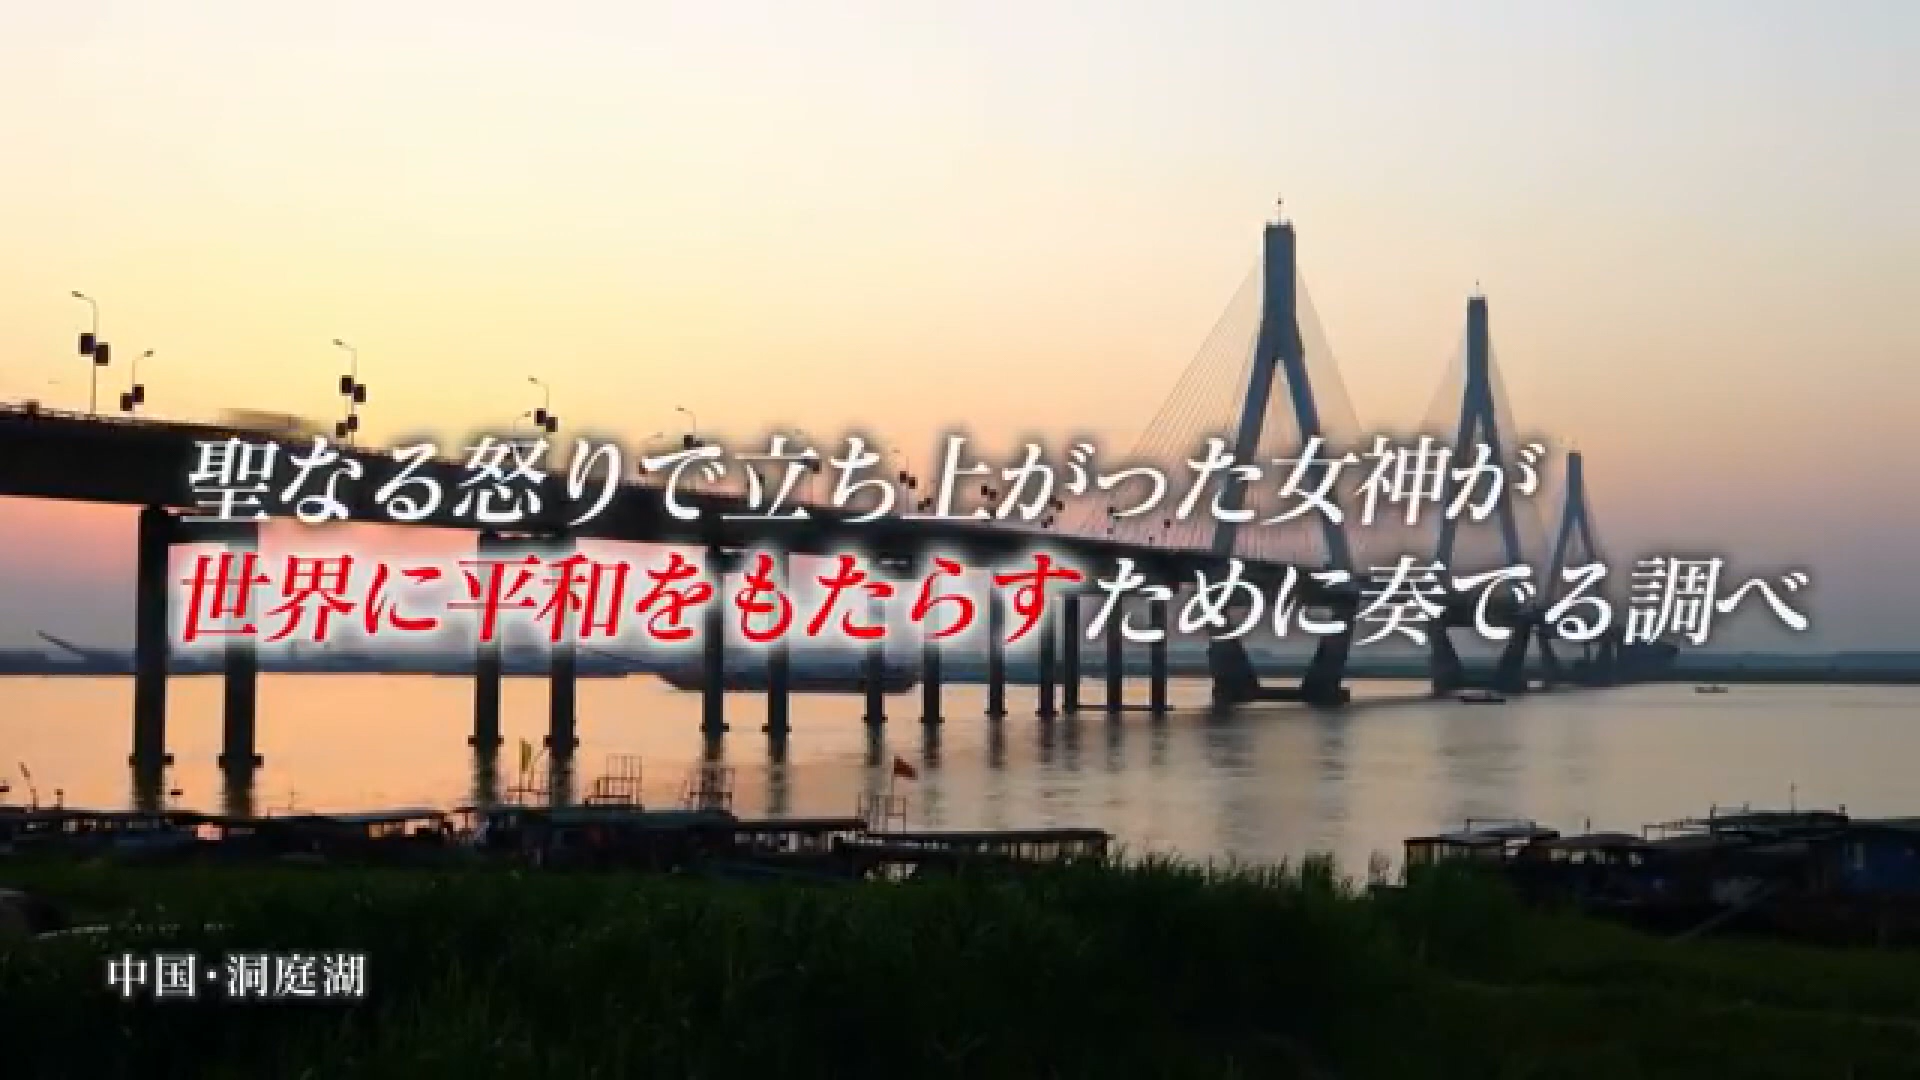 聖なる怒りで立ち上がった女神が
世界に平和をもたらすために奏でる調べ
中国・洞庭湖